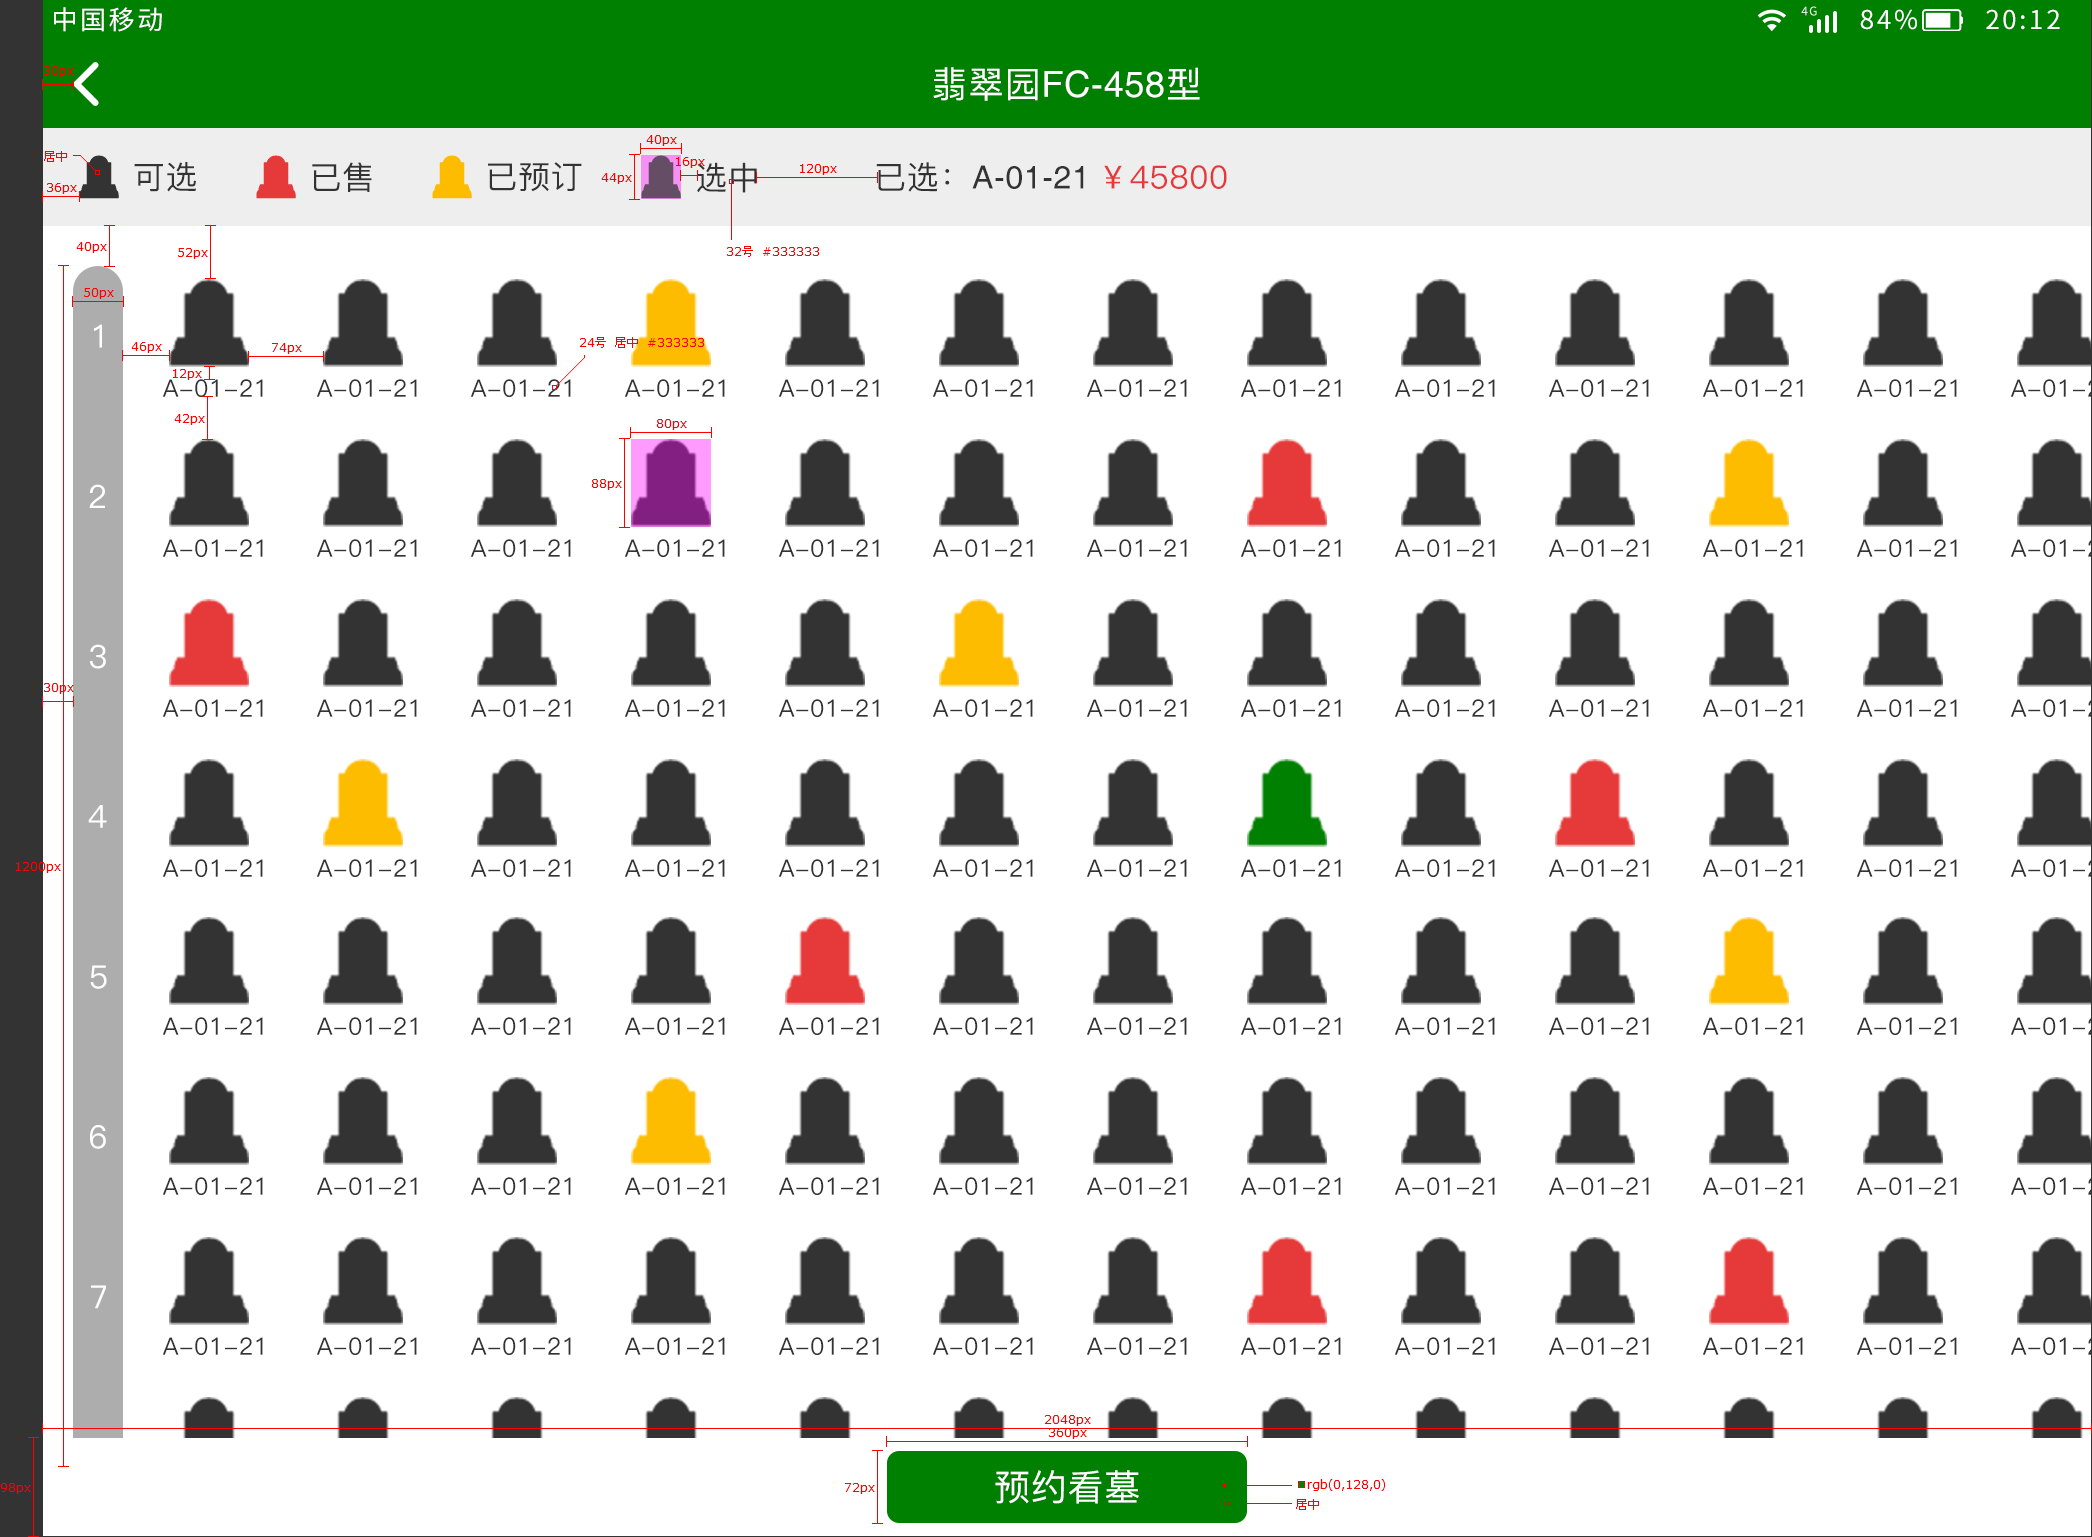 中国移动 4G 84% 20:12
30px
翡翠园FC-458型
居中 可选 已售 已预订 40px 44px 16px 选中 120px 已选：A-01-21 ￥45800
36px
40px 52px 32号 #333333
50px
1
46px 74px 24号 居中 #333333
12px
A-01-21 A-01-21 A-01-21 A-01-21 A-01-21 A-01-21 A-01-21 A-01-21 A-01-21 A-01-21 A-01-21 A-01-21 A-01-2
42px 80px
2 88px
A-01-21 A-01-21 A-01-21 A-01-21 A-01-21 A-01-21 A-01-21 A-01-21 A-01-21 A-01-21 A-01-21 A-01-21 A-01-2
3
30px
A-01-21 A-01-21 A-01-21 A-01-21 A-01-21 A-01-21 A-01-21 A-01-21 A-01-21 A-01-21 A-01-21 A-01-21 A-01-2
4
1200px
A-01-21 A-01-21 A-01-21 A-01-21 A-01-21 A-01-21 A-01-21 A-01-21 A-01-21 A-01-21 A-01-21 A-01-21 A-01-2
5
A-01-21 A-01-21 A-01-21 A-01-21 A-01-21 A-01-21 A-01-21 A-01-21 A-01-21 A-01-21 A-01-21 A-01-21 A-01-2
6
A-01-21 A-01-21 A-01-21 A-01-21 A-01-21 A-01-21 A-01-21 A-01-21 A-01-21 A-01-21 A-01-21 A-01-21 A-01-2
7
A-01-21 A-01-21 A-01-21 A-01-21 A-01-21 A-01-21 A-01-21 A-01-21 A-01-21 A-01-21 A-01-21 A-01-21 A-01-2
2048px
360px
98px 72px 预约看墓 rgb(0,128,0)
居中